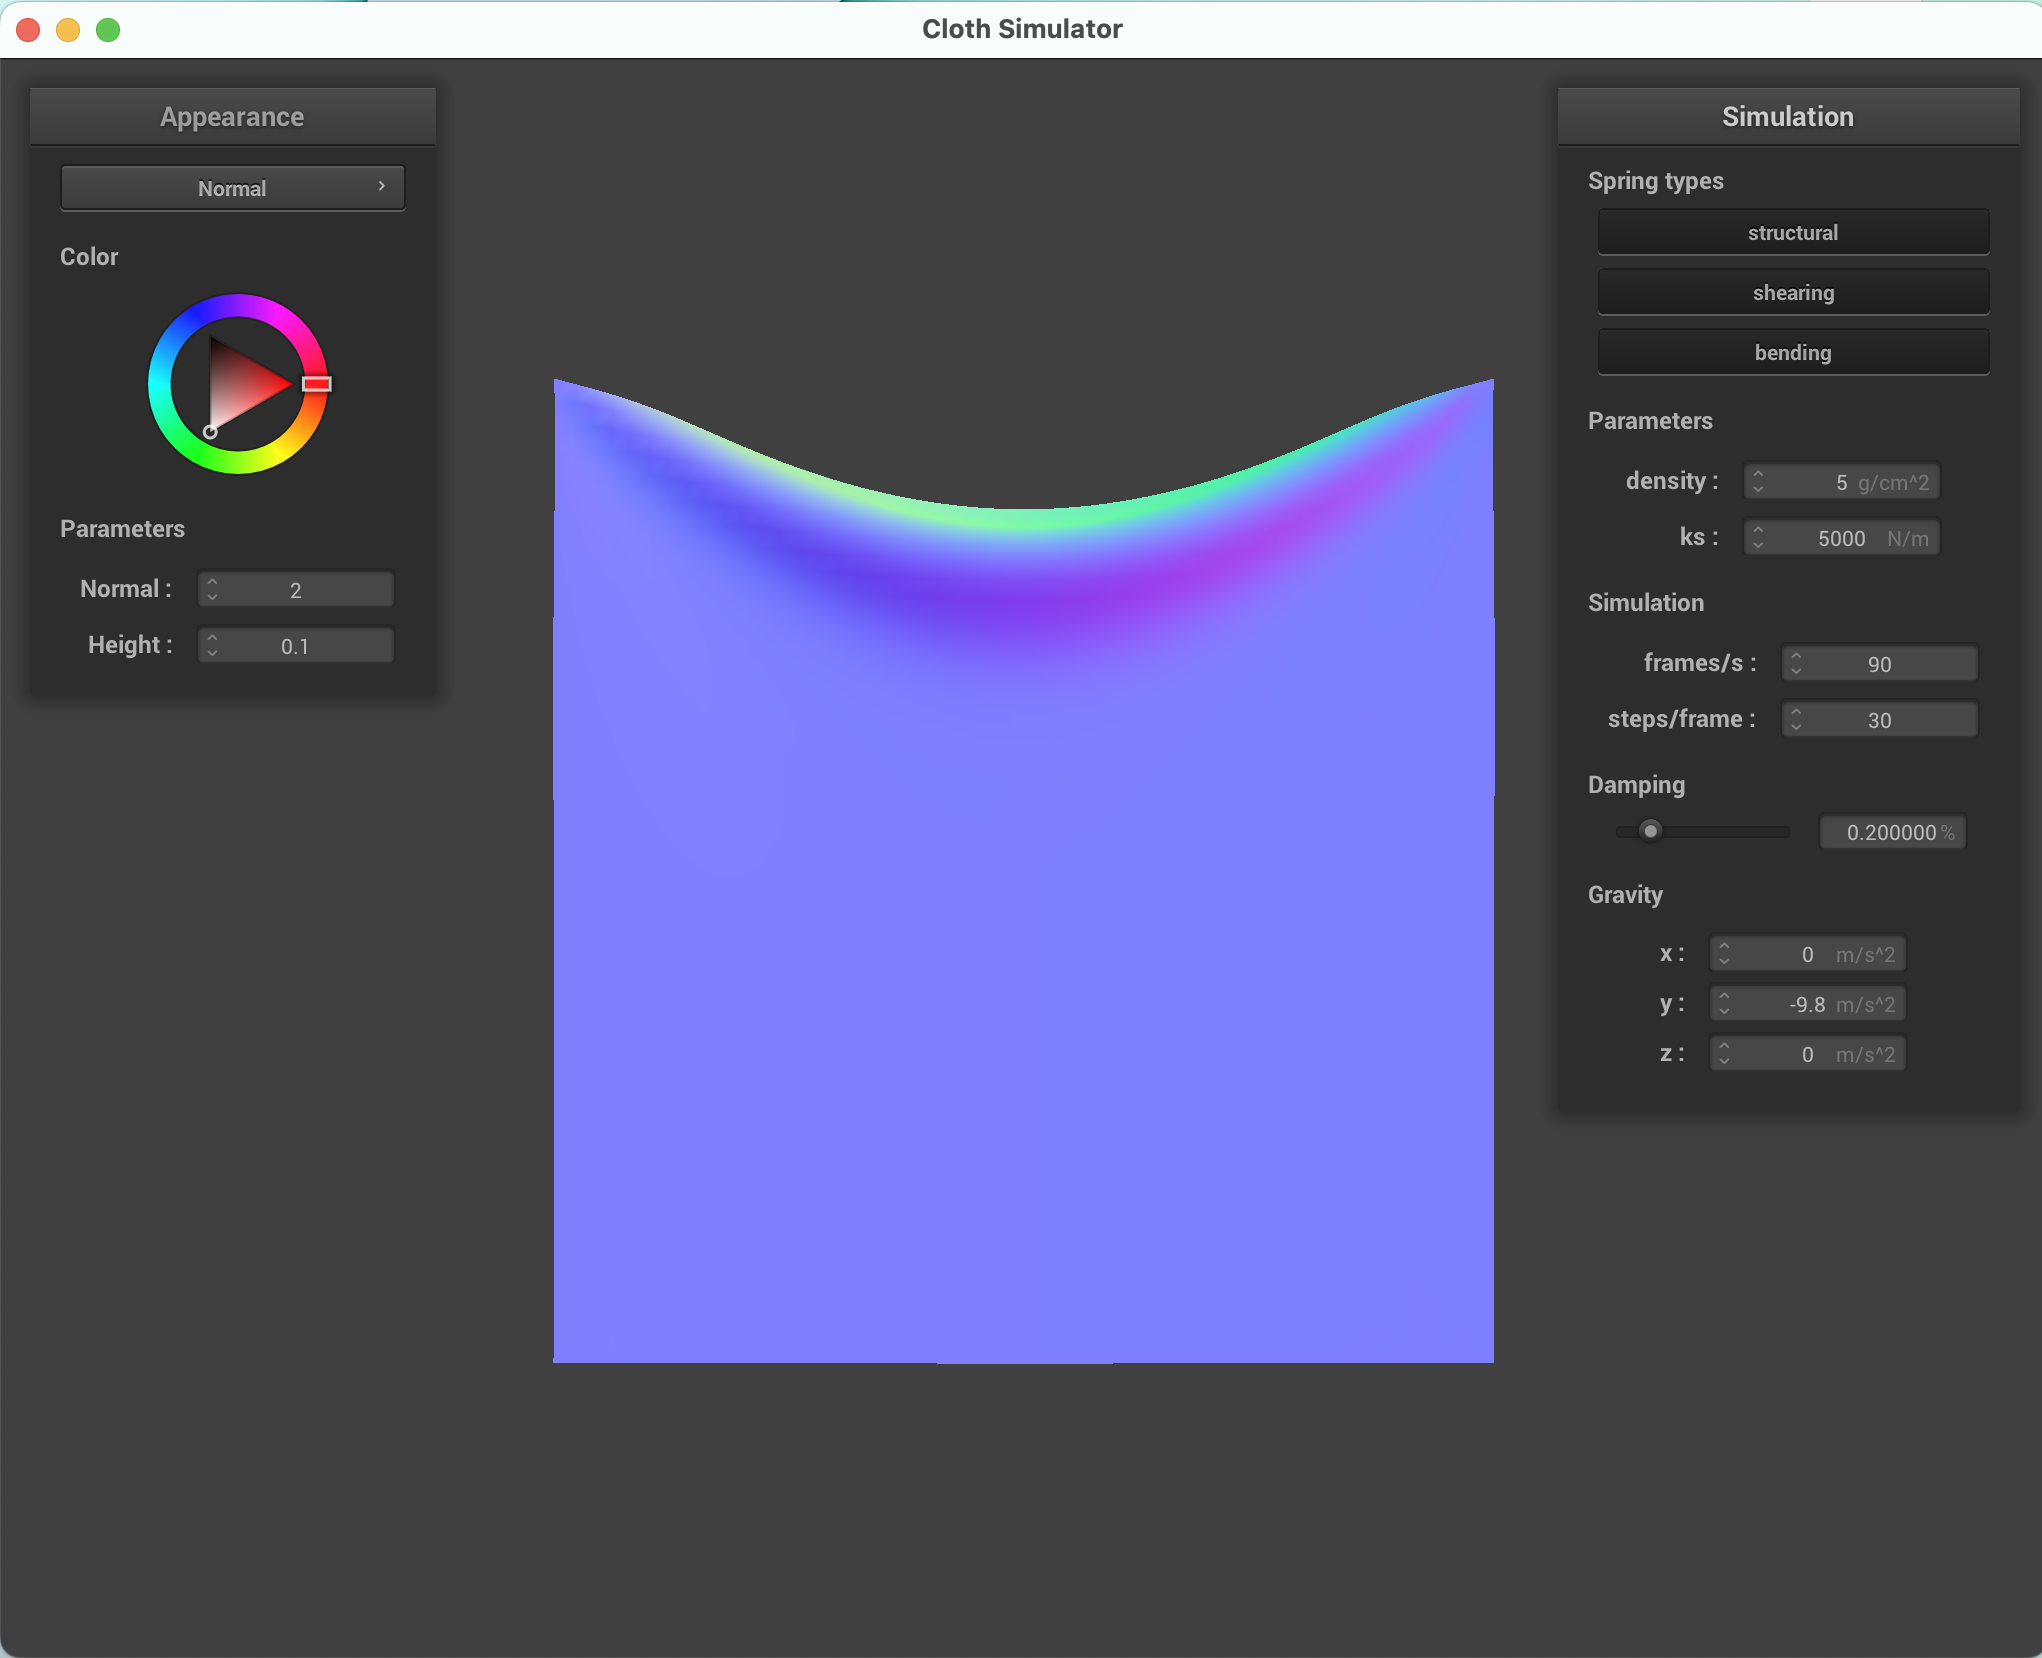 Cloth Simulator
Appearance
Normal
Color
Parameters
Normal :
2
Height :
0.1
Simulation
Spring types
structural
shearing
bending
Parameters
density :
5 g/cm^2
ks :
5000 N/m
Simulation
frames/s :
90
steps/frame :
30
Damping
0.200000 %
Gravity
x :
0 m/s^2
y :
-9.8 m/s^2
z :
0 m/s^2